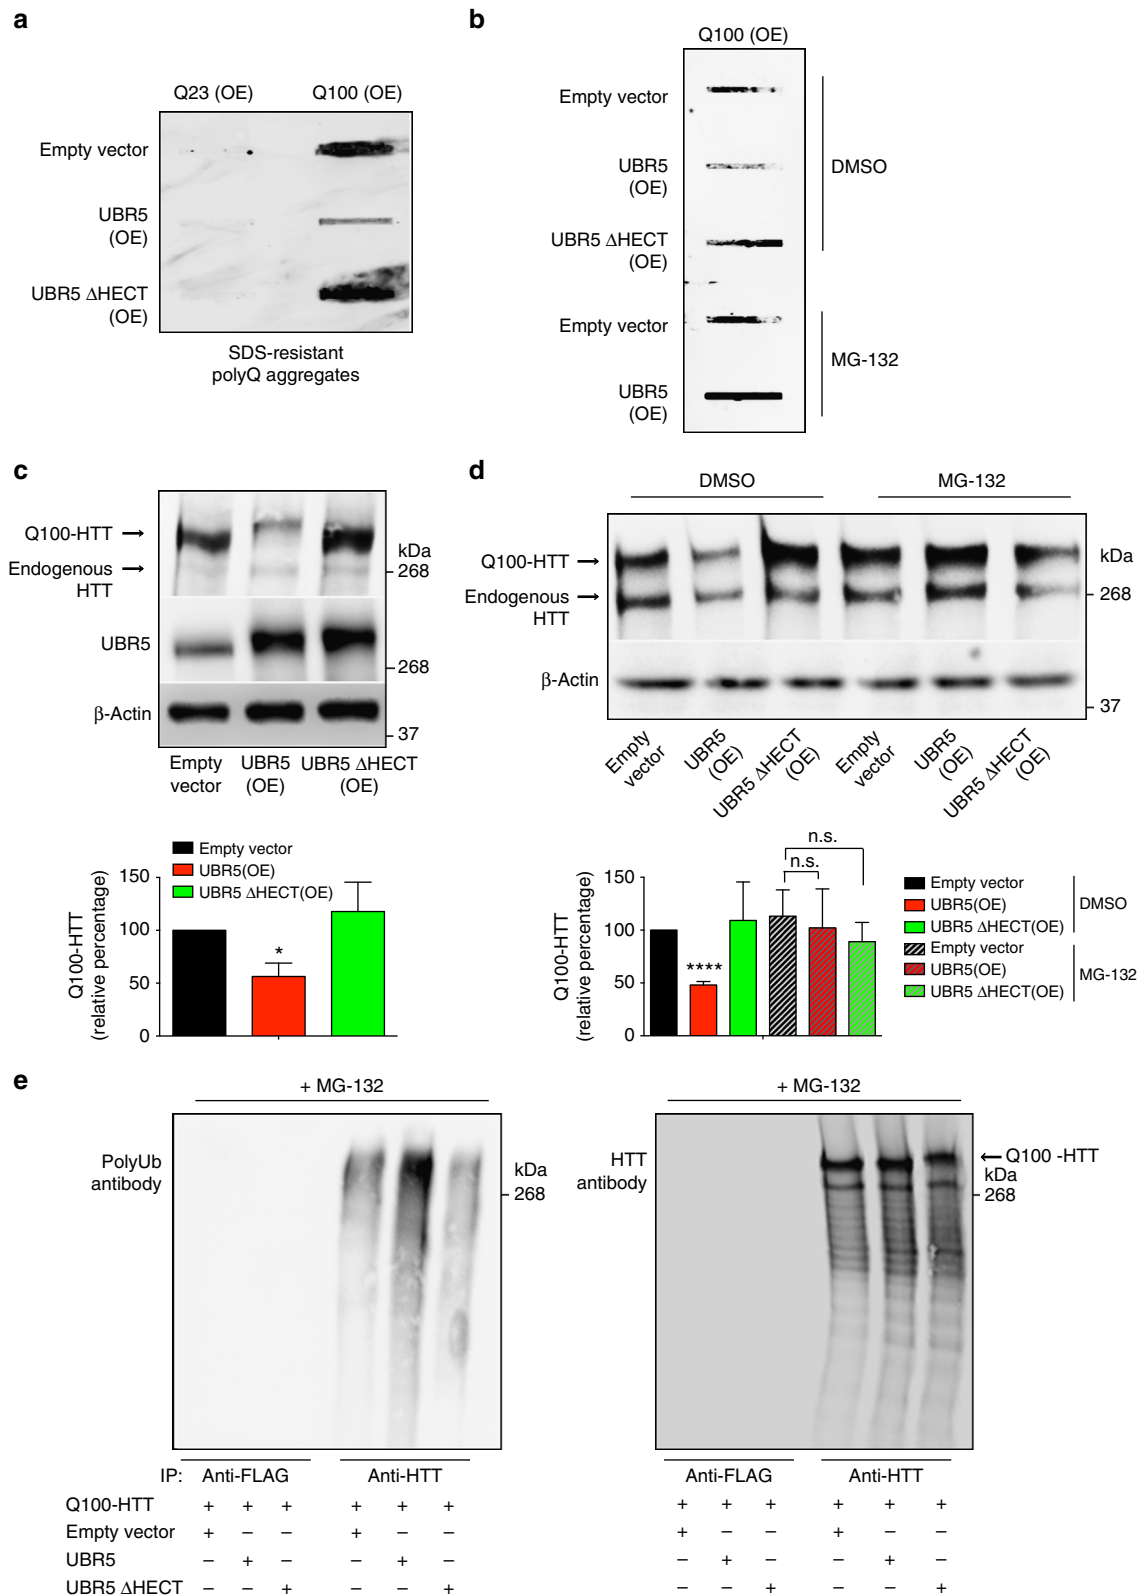 a
Q23 (OE) Q100 (OE)
Empty vector
UBR5
(OE)
UBR5 ΔHECT
(OE)
SDS-resistant
polyQ aggregates
b
Q100 (OE)
Empty vector
UBR5
(OE)
UBR5 ΔHECT
(OE)
DMSO
Empty vector
UBR5
(OE)
MG-132
c
Q100-HTT →
Endogenous →
HTT
kDa
268
UBR5
268
β-Actin
37
Empty
vector
UBR5
(OE)
UBR5 ΔHECT
(OE)
Empty vector
UBR5(OE)
UBR5 ΔHECT(OE)
Q100-HTT
(relative percentage)
150
100
50
0
*
d
DMSO MG-132
Q100-HTT →
Endogenous →
HTT
kDa
268
β-Actin
37
Empty
vector
UBR5
(OE)
UBR5 ΔHECT
(OE)
Empty
vector
UBR5
(OE)
UBR5 ΔHECT
(OE)
Q100-HTT
(relative percentage)
150
100
50
0
****
n.s.
n.s.
Empty vector
UBR5(OE)
UBR5 ΔHECT(OE)
DMSO
Empty vector
UBR5(OE)
UBR5 ΔHECT(OE)
MG-132
e
+ MG-132
PolyUb
antibody
kDa
268
IP: Anti-FLAG Anti-HTT
Q100-HTT + + + + + +
Empty vector + – – + – –
UBR5 – + – – + –
UBR5 ΔHECT – – + – – +
+ MG-132
HTT
antibody
← Q100 -HTT
kDa
268
Anti-FLAG Anti-HTT
+ + + + + +
+ – – + – –
– + – – + –
– – + – – +